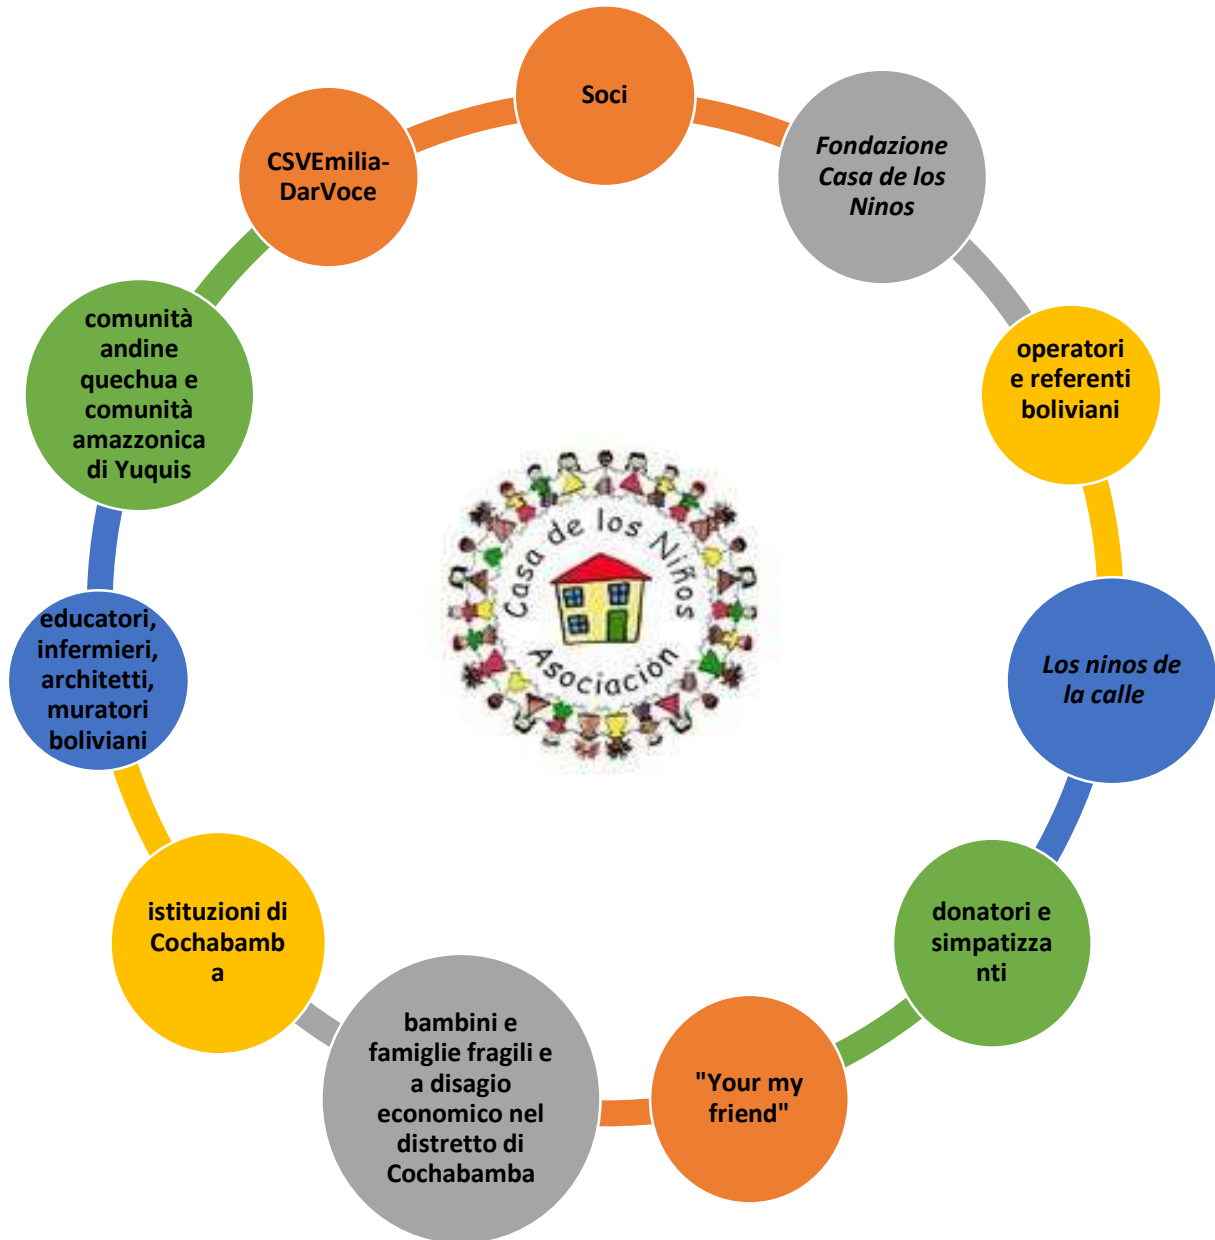 Soci
Fondazione
Casa de los
Ninos
operatori
e referenti
boliviani
Los ninos de
la calle
donatori e
simpatizza
nti
"Your my
friend"
bambini e
famiglie fragili e
a disagio
economico nel
distretto di
Cochabamba
istituzioni di
Cochabamb
a
educatori,
infermieri,
architetti,
muratori
boliviani
comunità
andine
quechua e
comunità
amazzonica
di Yuquis
CSVEmilia-
DarVoce
Casa de los Niños
Asociación